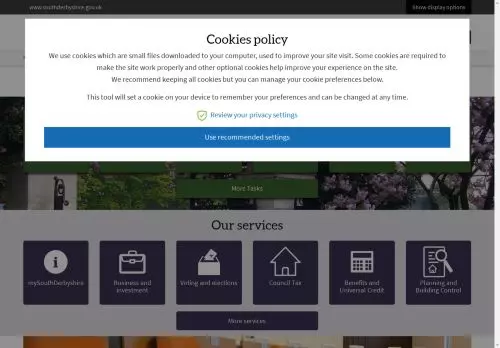 www.southderbyshire.gov.uk
Show display options
Cookies policy
We use cookies which are small files downloaded to your computer, used to improve your site visit. Some cookies are required to
make the site work properly and other optional cookies help improve your experience on the site.
We recommend keeping all cookies but you can manage your cookie preferences below.
This tool will set a cookie on your device to remember your preferences and can be changed at any time.
Review your privacy settings
Use recommended settings
More Tasks
Our services
mySouthDerbyshire
Business and
investment
Voting and elections
Council Tax
Benefits and
Universal Credit
Planning and
Building Control
More services